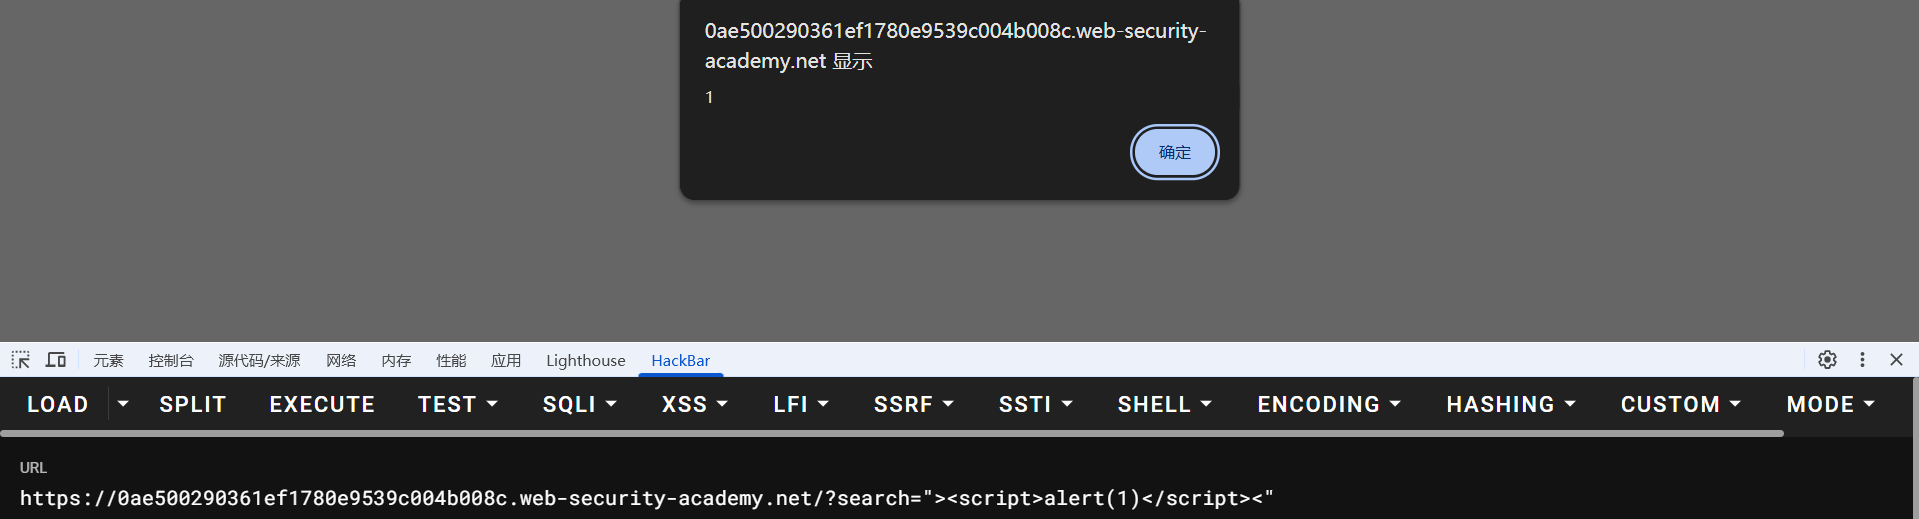 0ae500290361ef1780e9539c004b008c.web-security-
academy.net 显示
1
确定
元素 控制台 源代码/来源 网络 内存 性能 应用 Lighthouse HackBar
LOAD SPLIT EXECUTE TEST SQLI XSS LFI SSRF SSTI SHELL ENCODING HASHING CUSTOM MODE
URL
https://0ae500290361ef1780e9539c004b008c.web-security-academy.net/?search="><script>alert(1)</script><"